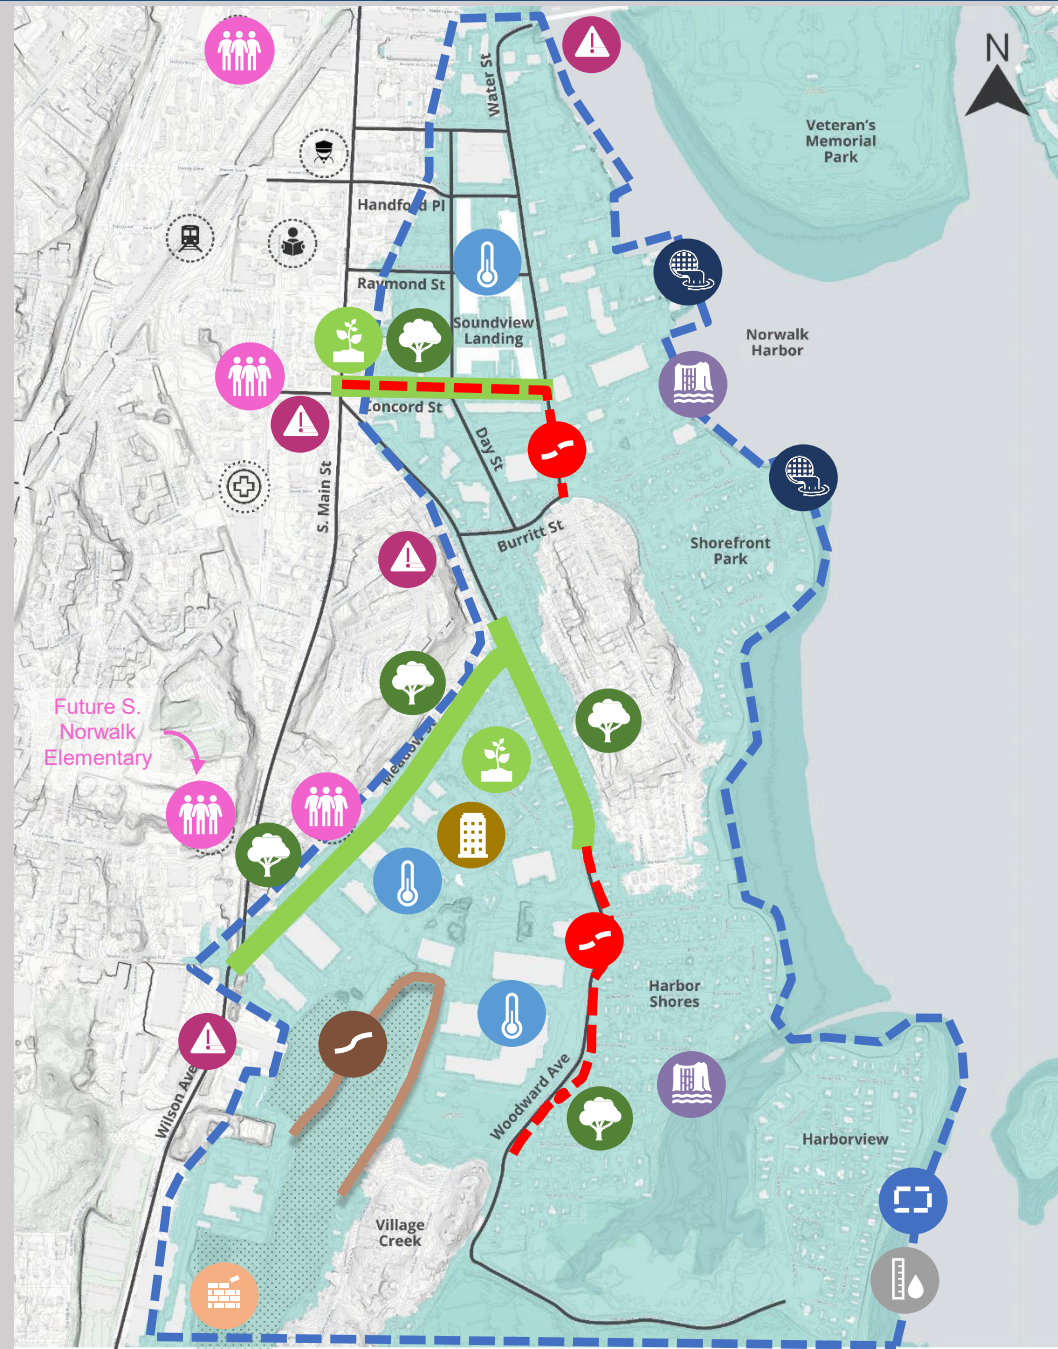 N
Water St
Veteran's
Memorial
Park
Handford Pl
Raymond St
Soundview
Landing
Norwalk
Harbor
Concord St
Day St
S. Main St
Burritt St
Shorefront
Park
Future S.
Norwalk
Elementary
Meadow St
Harbor
Shores
Woodward Ave
Wilson Ave
Harborview
Village
Creek